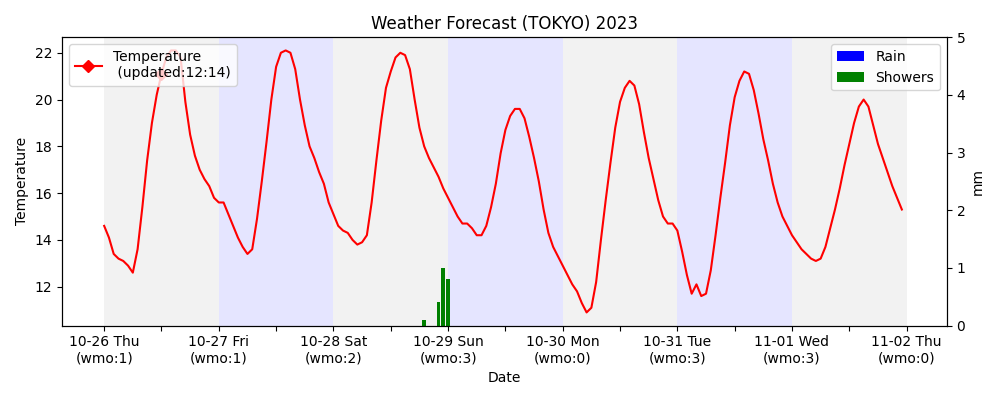 Weather Forecast (TOKYO) 2023
Temperature
(updated:12:14)
Rain
Showers
22
20
18
16
14
12
Temperature
5
4
3
2
1
0
mm
10-26 Thu
(wmo:1)
10-27 Fri
(wmo:1)
10-28 Sat
(wmo:2)
10-29 Sun
(wmo:3)
10-30 Mon
(wmo:0)
10-31 Tue
(wmo:3)
11-01 Wed
(wmo:3)
11-02 Thu
(wmo:0)
Date